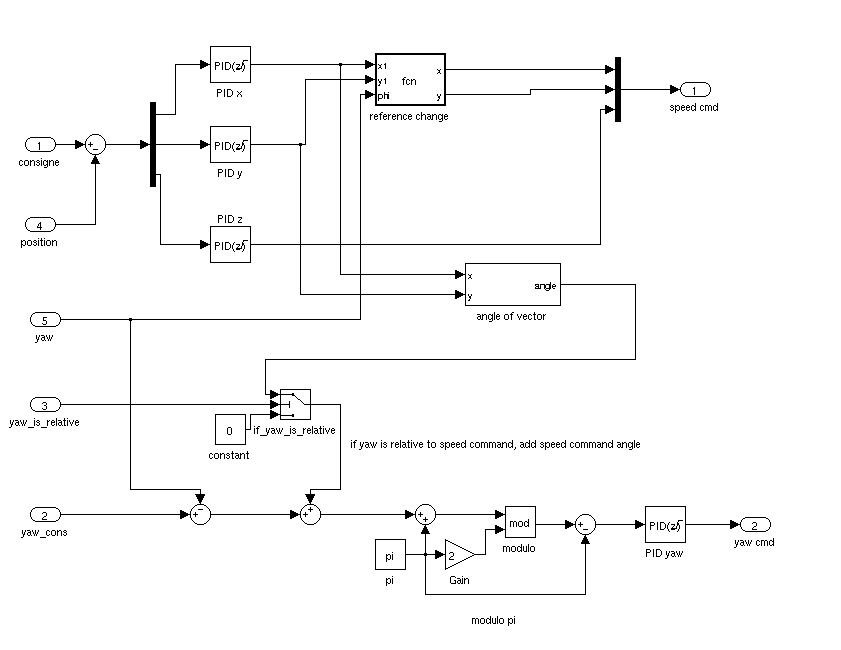 PID(z)
PID x
x1
y1
phi
fcn
x
y
reference change
1
speed cmd
1
consigne
+
-
PID(z)
PID y
4
position
PID z
PID(z)
x
y
angle
angle of vector
5
yaw
3
yaw_is_relative
0
constant
if_yaw_is_relative
if yaw is relative to speed command, add speed command angle
2
yaw_cons
+
-
+
+
+
+
mod
modulo
+
-
PID(z)
PID yaw
2
yaw cmd
pi
pi
2
Gain
modulo pi